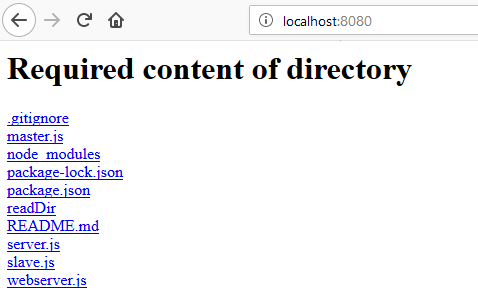 localhost:8080
Required content of directory
.gitignore
master.js
node_modules
package-lock.json
package.json
readDir
README.md
server.js
slave.js
webserver.js